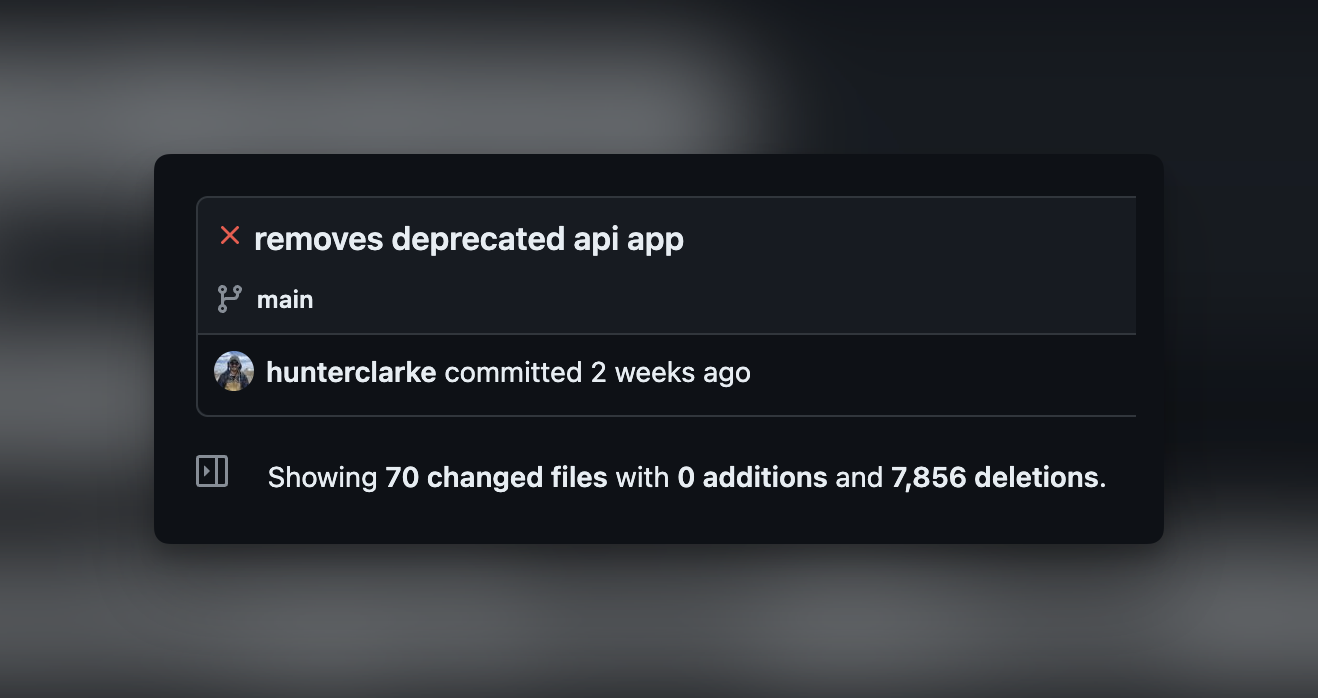 removes deprecated api app
main
hunterclarke committed 2 weeks ago
Showing 70 changed files with 0 additions and 7,856 deletions.